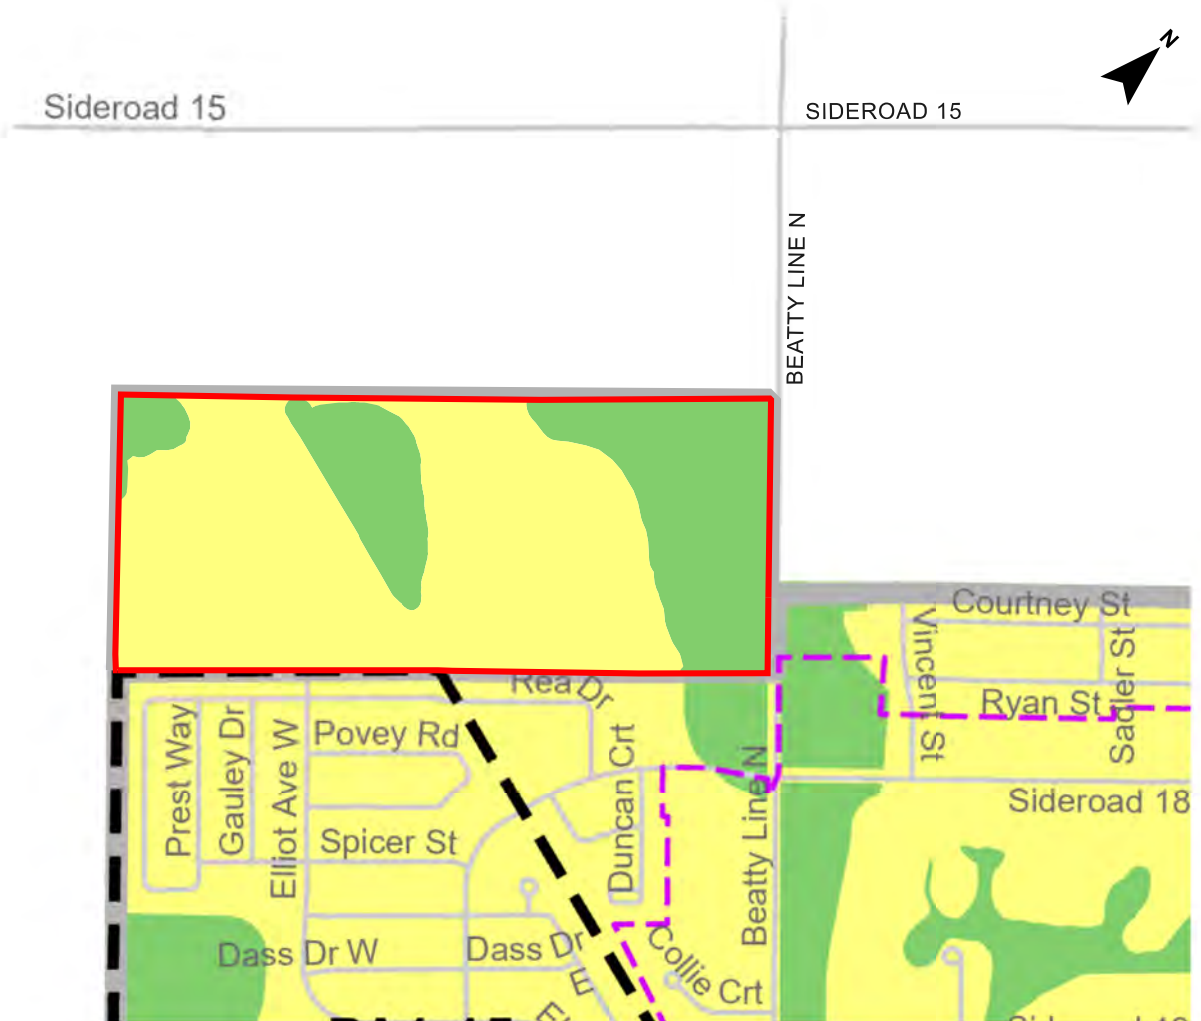 N
Sideroad 15
SIDEROAD 15
BEATTY LINE N
Courtney St
Vincent St
Sadler St
Ryan St
Rea Dr
Prest Way
Gauley Dr
Elliot Ave W
Povey Rd
Duncan Crt
Beatty Line N
Sideroad 18
Spicer St
Dass Dr W
Dass Dr E
Collie Crt